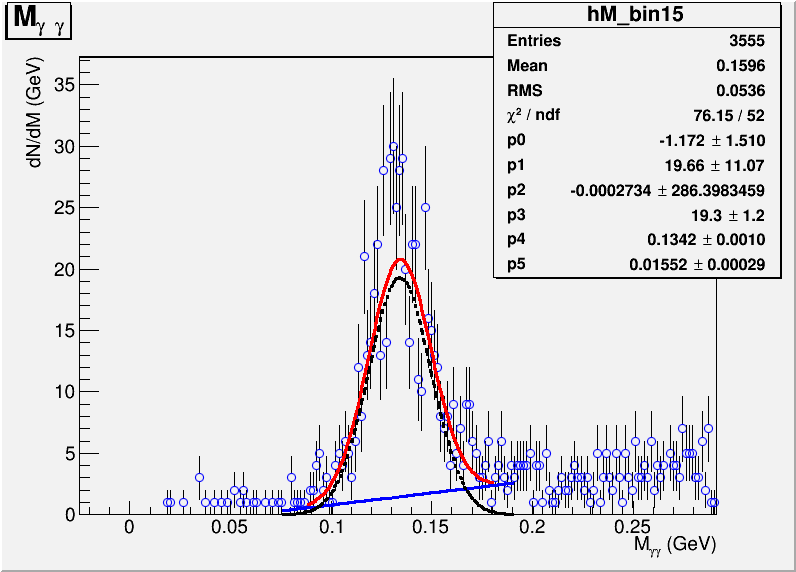 Mγ γ
hM_bin15
Entries 3555
Mean 0.1596
RMS 0.0536
χ² / ndf 76.15 / 52
p0 -1.172 ± 1.510
p1 19.66 ± 11.07
p2 -0.0002734 ± 286.3983459
p3 19.3 ± 1.2
p4 0.1342 ± 0.0010
p5 0.01552 ± 0.00029
dN/dM (GeV)
35
30
25
20
15
10
5
0
0 0.05 0.1 0.15 0.2 0.25
Mγγ (GeV)